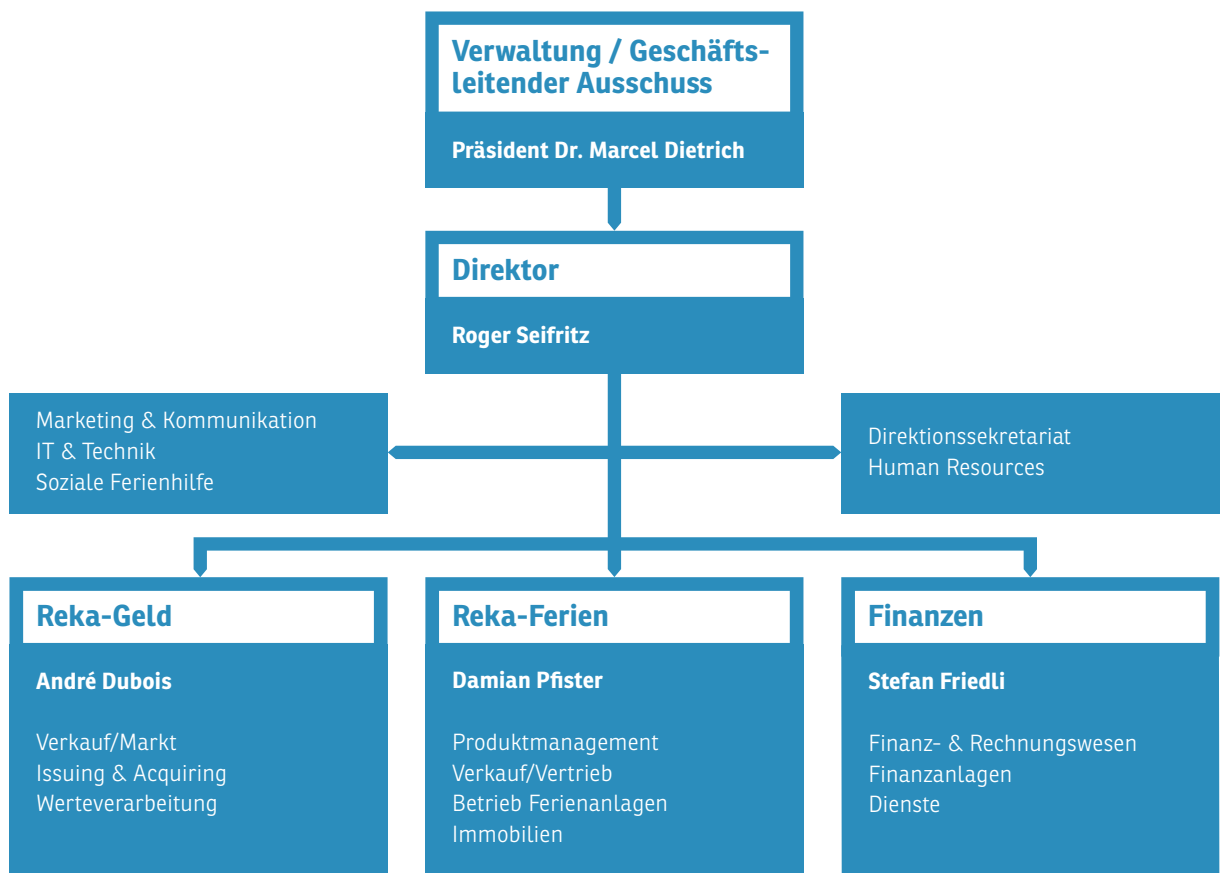 Verwaltung / Geschäfts-
leitender Ausschuss
Präsident Dr. Marcel Dietrich
Direktor
Roger Seifritz
Marketing & Kommunikation
IT & Technik
Soziale Ferienhilfe
Direktionssekretariat
Human Resources
Reka-Geld
André Dubois
Verkauf/Markt
Issuing & Acquiring
Werteverarbeitung
Reka-Ferien
Damian Pfister
Produktmanagement
Verkauf/Vertrieb
Betrieb Ferienanlagen
Immobilien
Finanzen
Stefan Friedli
Finanz- & Rechnungswesen
Finanzanlagen
Dienste